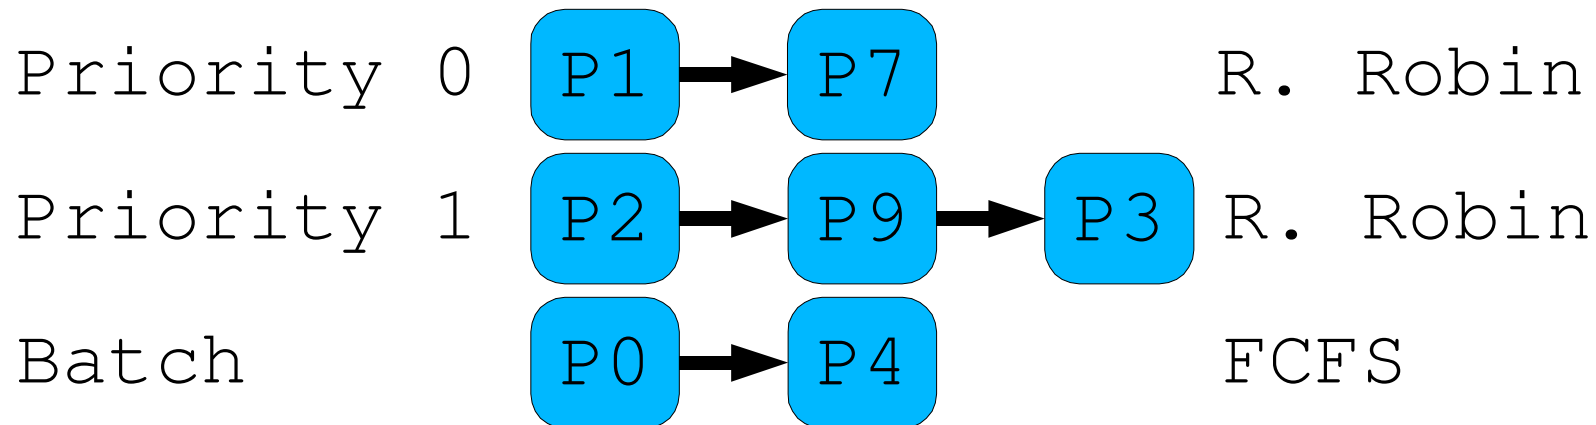 Priority 0 P1 P7 R. Robin
Priority 1 P2 P9 P3 R. Robin
Batch P0 P4 FCFS